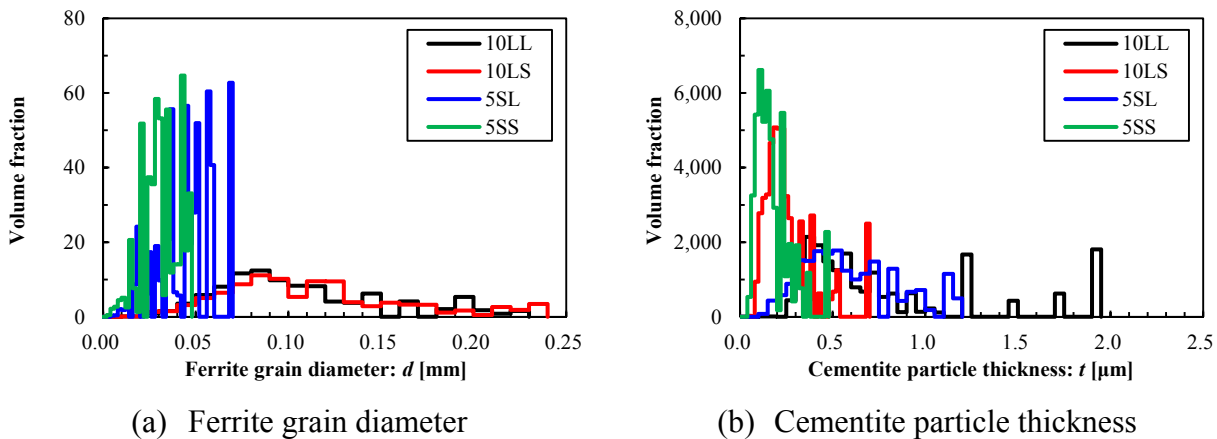 80
60
40
20
0
Volume fraction
0.00
0.05
0.10
0.15
0.20
0.25
Ferrite grain diameter: d [mm]
10LL
10LS
5SL
5SS
(a) Ferrite grain diameter
8,000
6,000
4,000
2,000
0
Volume fraction
0.0
0.5
1.0
1.5
2.0
2.5
Cementite particle thickness: t [μm]
10LL
10LS
5SL
5SS
(b) Cementite particle thickness